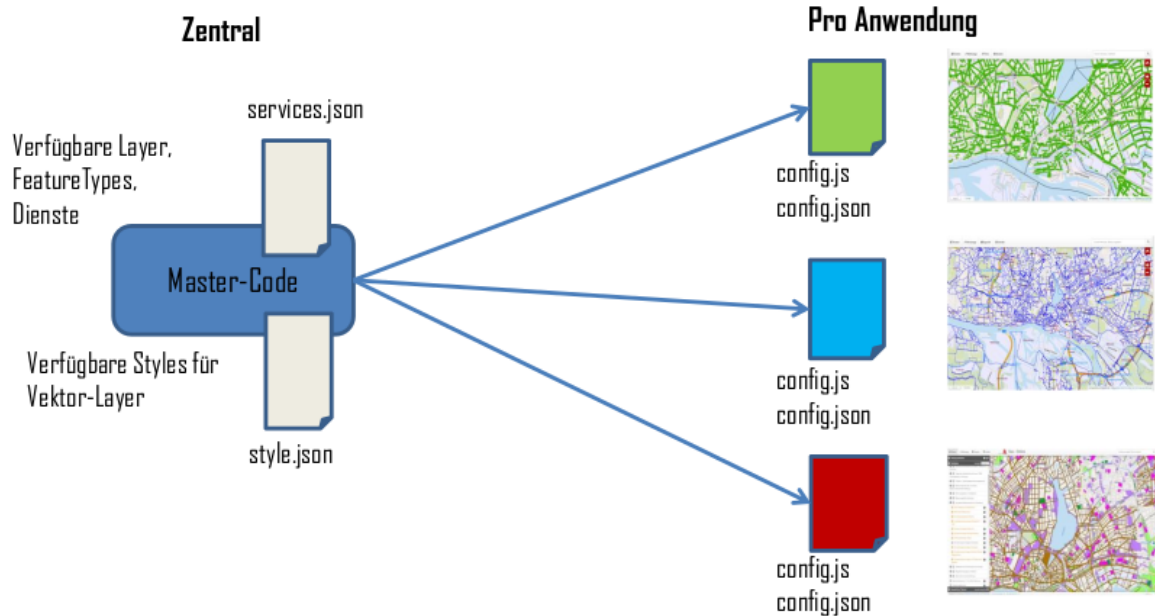 Zentral
Pro Anwendung
services.json
Verfügbare Layer,
FeatureTypes,
Dienste
Master-Code
Verfügbare Styles für
Vektor-Layer
style.json
config.js
config.json
config.js
config.json
config.js
config.json